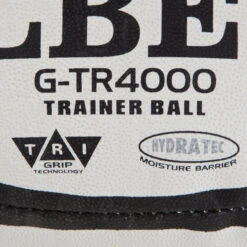 LBE
G-TR4000
TRAINER BALL
TRI
GRIP
TECHNOLOGY
HYDRATEC
MOISTURE BARRIER